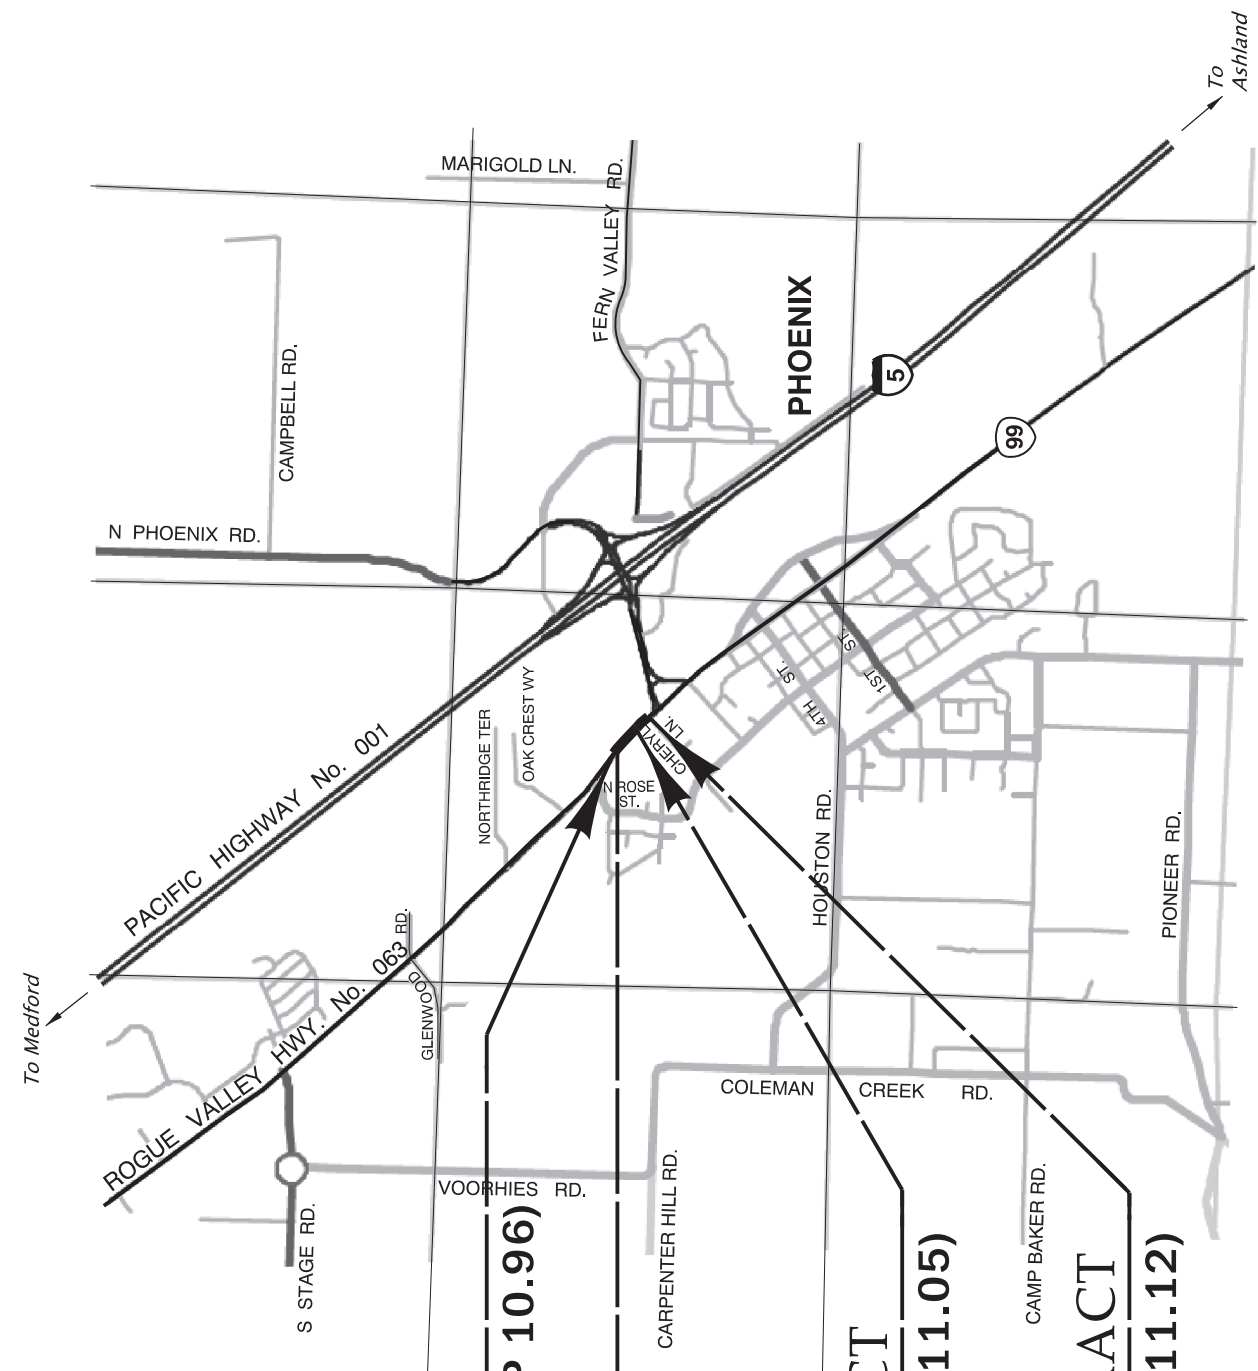 To
Ashland
MARIGOLD LN.
FERN VALLEY RD.
PHOENIX
CAMPBELL RD.
5
99
N PHOENIX RD.
PACIFIC HIGHWAY No. 001
NORTHRIDGE TER
OAK CREST WY
CHERYL LN.
N ROSE
ST.
4TH ST.
1ST ST.
HOUSTON RD.
PIONEER RD.
To Medford
ROGUE VALLEY HWY. No. 063
GLENWOOD RD.
COLEMAN CREEK RD.
VOORHIES RD.
S STAGE RD.
CARPENTER HILL RD.
CAMP BAKER RD.
P 10.96)
CT
11.05)
ACT
11.12)